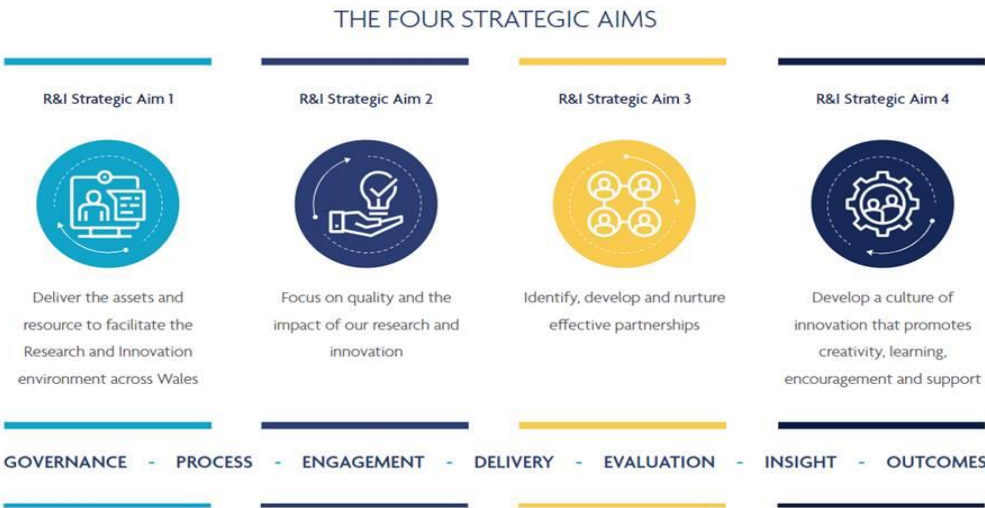 THE FOUR STRATEGIC AIMS
R&I Strategic Aim 1
Deliver the assets and
resource to facilitate the
Research and Innovation
environment across Wales
R&I Strategic Aim 2
Focus on quality and the
impact of our research and
innovation
R&I Strategic Aim 3
Identify, develop and nurture
effective partnerships
R&I Strategic Aim 4
Develop a culture of
innovation that promotes
creativity, learning,
encouragement and support
GOVERNANCE - PROCESS - ENGAGEMENT - DELIVERY - EVALUATION - INSIGHT - OUTCOMES